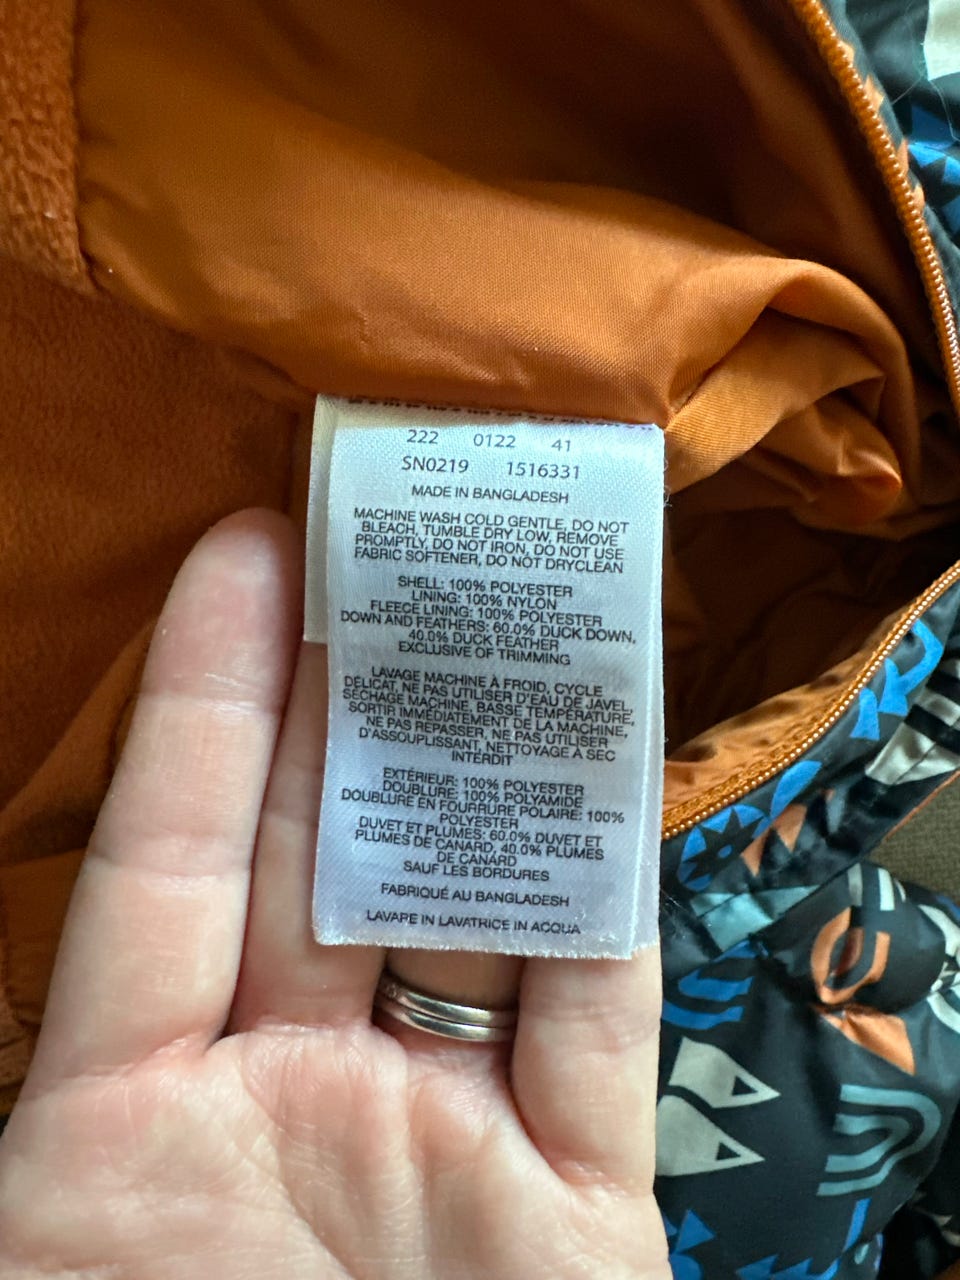 222 0122 41
SN0219 1516331
MADE IN BANGLADESH
MACHINE WASH COLD GENTLE, DO NOT
BLEACH, TUMBLE DRY LOW, REMOVE
PROMPTLY, DO NOT IRON, DO NOT USE
FABRIC SOFTENER, DO NOT DRYCLEAN
SHELL: 100% POLYESTER
LINING: 100% NYLON
FLEECE LINING: 100% POLYESTER
DOWN AND FEATHERS: 60.0% DUCK DOWN,
40.0% DUCK FEATHER
EXCLUSIVE OF TRIMMING
LAVAGE MACHINE À FROID, CYCLE
DÉLICAT, NE PAS UTILISER D'EAU DE JAVEL,
SÉCHAGE MACHINE, BASSE TEMPÉRATURE,
SORTIR IMMÉDIATEMENT DE LA MACHINE,
NE PAS REPASSER, NE PAS UTILISER
D'ASSOUPLISSANT, NETTOYAGE À SEC
INTERDIT
EXTÉRIEUR: 100% POLYESTER
DOUBLURE: 100% POLYAMIDE
DOUBLURE EN FOURRURE POLAIRE: 100%
POLYESTER
DUVET ET PLUMES: 60.0% DUVET ET
PLUMES DE CANARD, 40.0% PLUMES
DE CANARD
SAUF LES BORDURES
FABRIQUÉ AU BANGLADESH
LAVARE IN LAVATRICE IN ACQUA